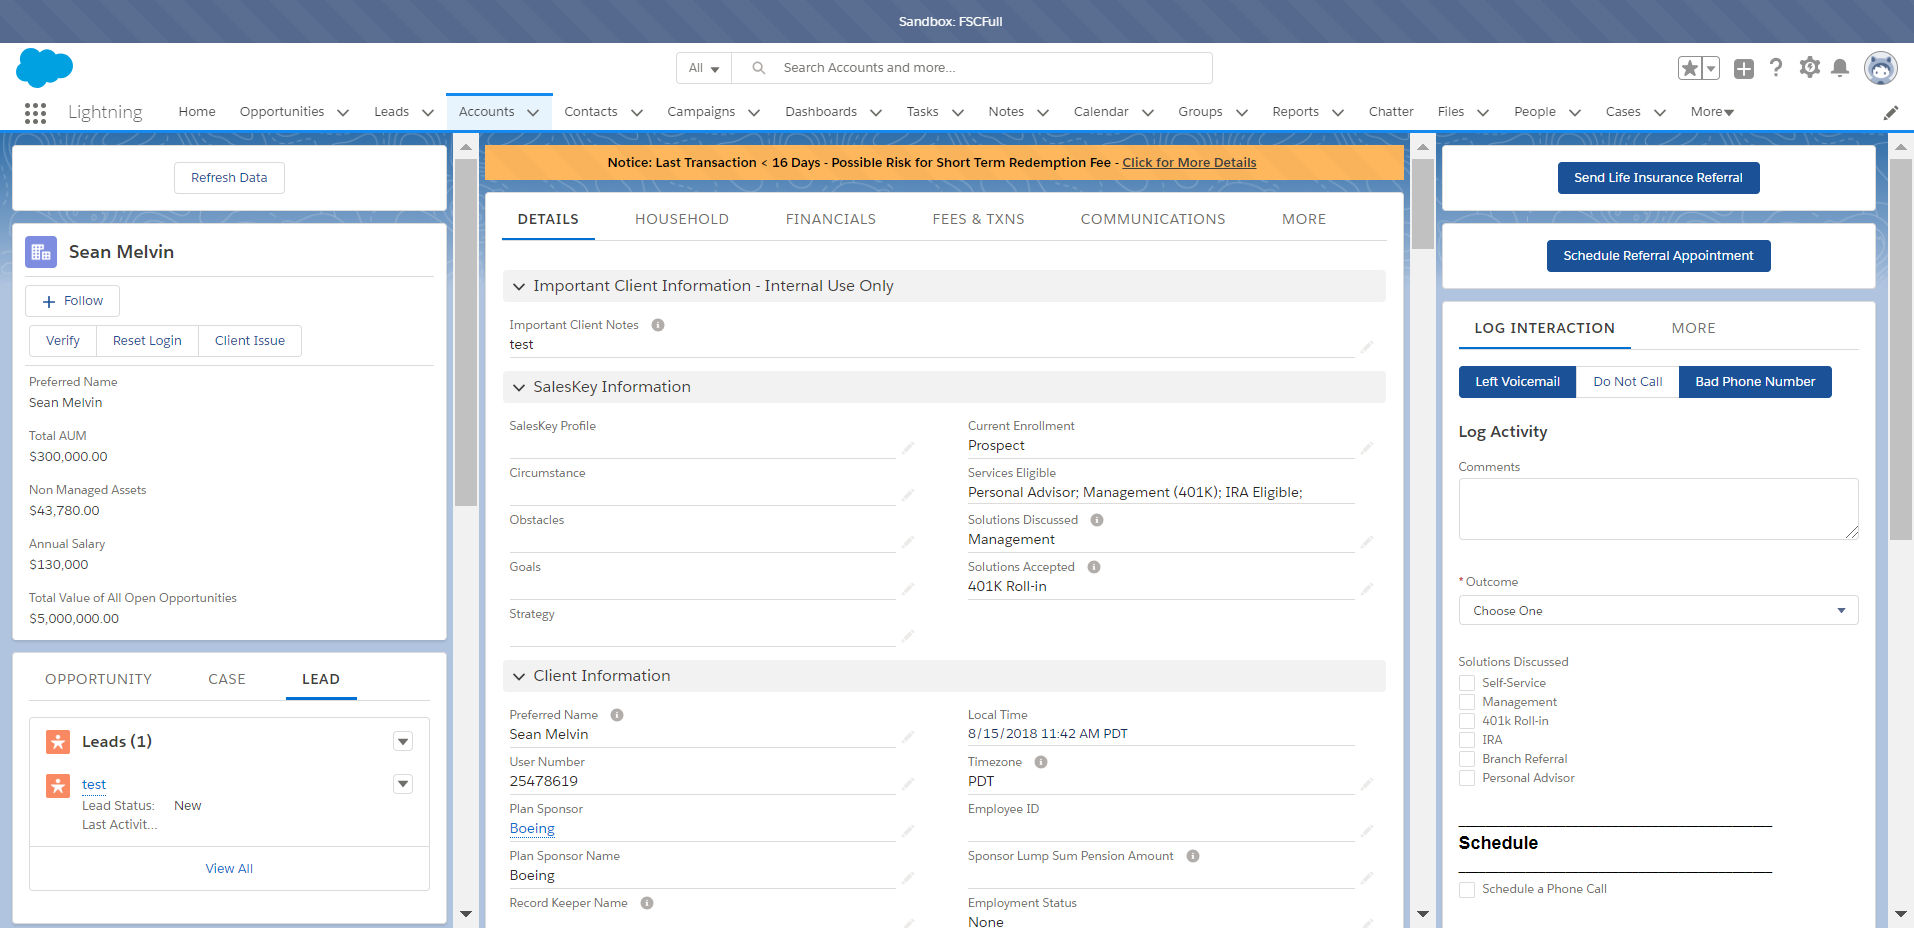 Sandbox: FSCFull
All
Search Accounts and more...
Lightning
Home
Opportunities
Leads
Accounts
Contacts
Campaigns
Dashboards
Tasks
Notes
Calendar
Groups
Reports
Chatter
Files
People
Cases
More
Refresh Data
Sean Melvin
Follow
Verify
Reset Login
Client Issue
Preferred Name
Sean Melvin
Total AUM
$300,000.00
Non Managed Assets
$43,780.00
Annual Salary
$130,000
Total Value of All Open Opportunities
$5,000,000.00
OPPORTUNITY
CASE
LEAD
Leads (1)
test
Lead Status: New
Last Activit...
View All
Notice: Last Transaction < 16 Days - Possible Risk for Short Term Redemption Fee - Click for More Details
DETAILS
HOUSEHOLD
FINANCIALS
FEES & TXNS
COMMUNICATIONS
MORE
Important Client Information - Internal Use Only
Important Client Notes
test
SalesKey Information
SalesKey Profile
Circumstance
Obstacles
Goals
Strategy
Current Enrollment
Prospect
Services Eligible
Personal Advisor; Management (401K); IRA Eligible;
Solutions Discussed
Management
Solutions Accepted
401K Roll-in
Client Information
Preferred Name
Sean Melvin
User Number
25478619
Plan Sponsor
Boeing
Plan Sponsor Name
Boeing
Record Keeper Name
Local Time
8/15/2018 11:42 AM PDT
Timezone
PDT
Employee ID
Sponsor Lump Sum Pension Amount
Employment Status
None
Send Life Insurance Referral
Schedule Referral Appointment
LOG INTERACTION
MORE
Left Voicemail
Do Not Call
Bad Phone Number
Log Activity
Comments
* Outcome
Choose One
Solutions Discussed
Self-Service
Management
401k Roll-in
IRA
Branch Referral
Personal Advisor
Schedule
Schedule a Phone Call